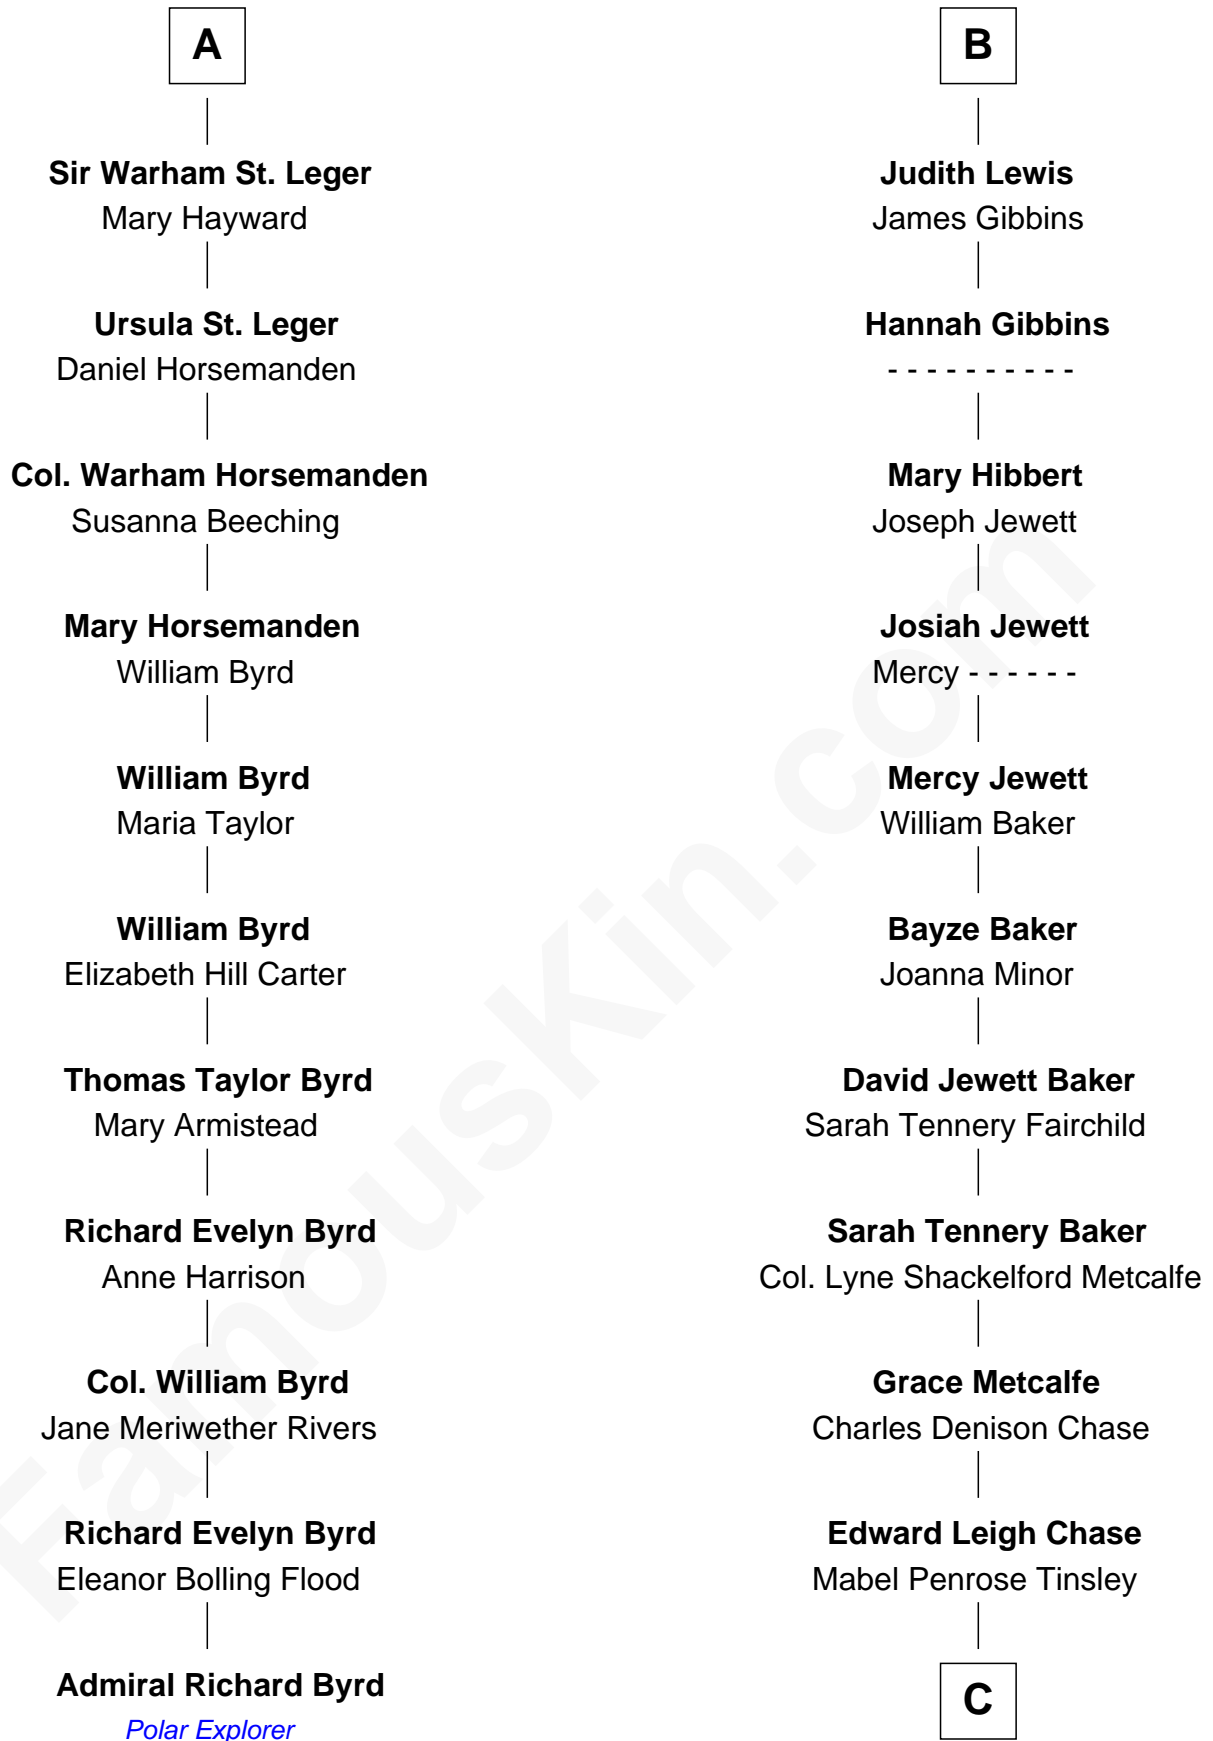 A
Sir Warham St. Leger
Mary Hayward
Ursula St. Leger
Daniel Horsemanden
Col. Warham Horsemanden
Susanna Beeching
Mary Horsemanden
William Byrd
William Byrd
Maria Taylor
William Byrd
Elizabeth Hill Carter
Thomas Taylor Byrd
Mary Armistead
Richard Evelyn Byrd
Anne Harrison
Col. William Byrd
Jane Meriwether Rivers
Richard Evelyn Byrd
Eleanor Bolling Flood
Admiral Richard Byrd
Polar Explorer
B
Judith Lewis
James Gibbins
Hannah Gibbins
- - - - - - - - - -
Mary Hibbert
Joseph Jewett
Josiah Jewett
Mercy - - - - - -
Mercy Jewett
William Baker
Bayze Baker
Joanna Minor
David Jewett Baker
Sarah Tennery Fairchild
Sarah Tennery Baker
Col. Lyne Shackelford Metcalfe
Grace Metcalfe
Charles Denison Chase
Edward Leigh Chase
Mabel Penrose Tinsley
C
FamousKin.com